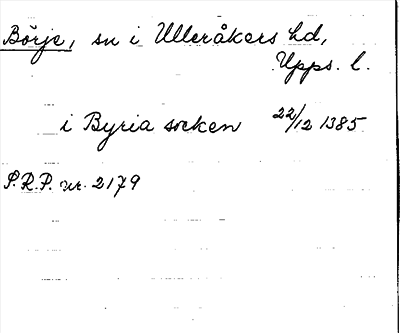 Börje, sn i Ulleråkers hd,
Upps. l.
i Byria socken 22/12 1385
S.R.P. nr. 2179